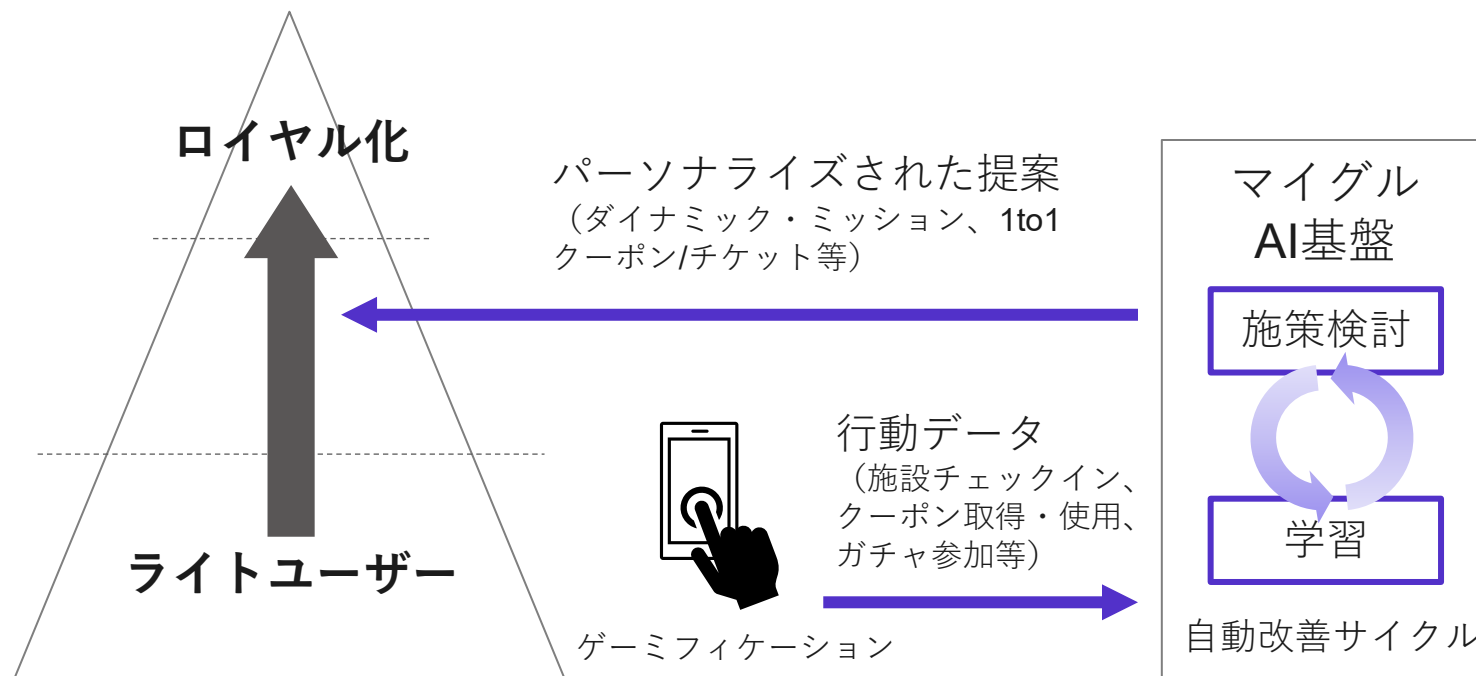 ロイヤル化
ライトユーザー
パーソナライズされた提案
（ダイナミック・ミッション、1to1
クーポン/チケット等）
行動データ
（施設チェックイン、
クーポン取得・使用、
ガチャ参加等）
ゲーミフィケーション
マイグル
AI基盤
施策検討
学習
自動改善サイクル